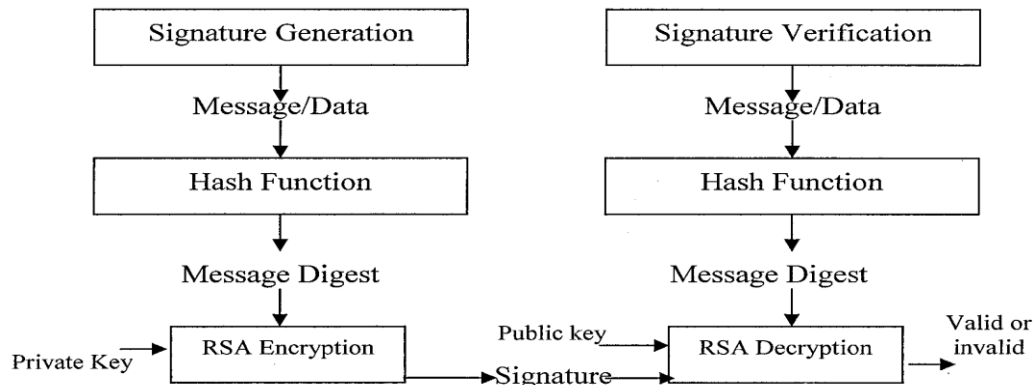 Signature Generation
Message/Data
Hash Function
Message Digest
Private Key
RSA Encryption
Signature Verification
Message/Data
Hash Function
Message Digest
Public key
Signature
RSA Decryption
Valid or
invalid